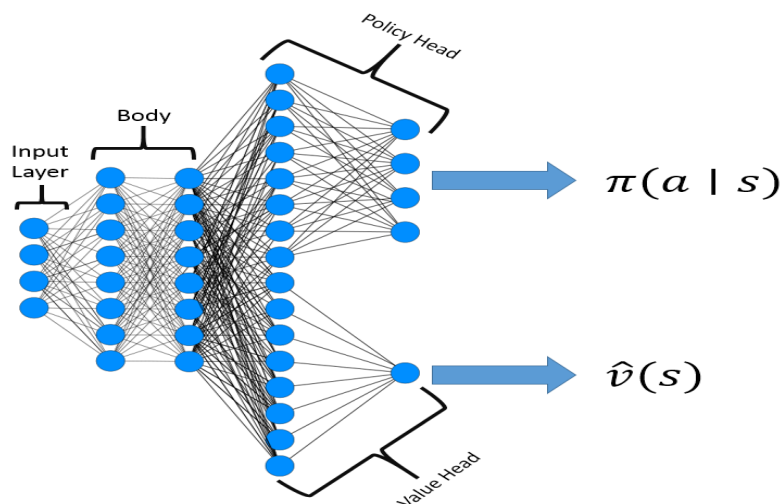 Policy Head
Body
Input
Layer
π(a | s)
v̂(s)
Value Head